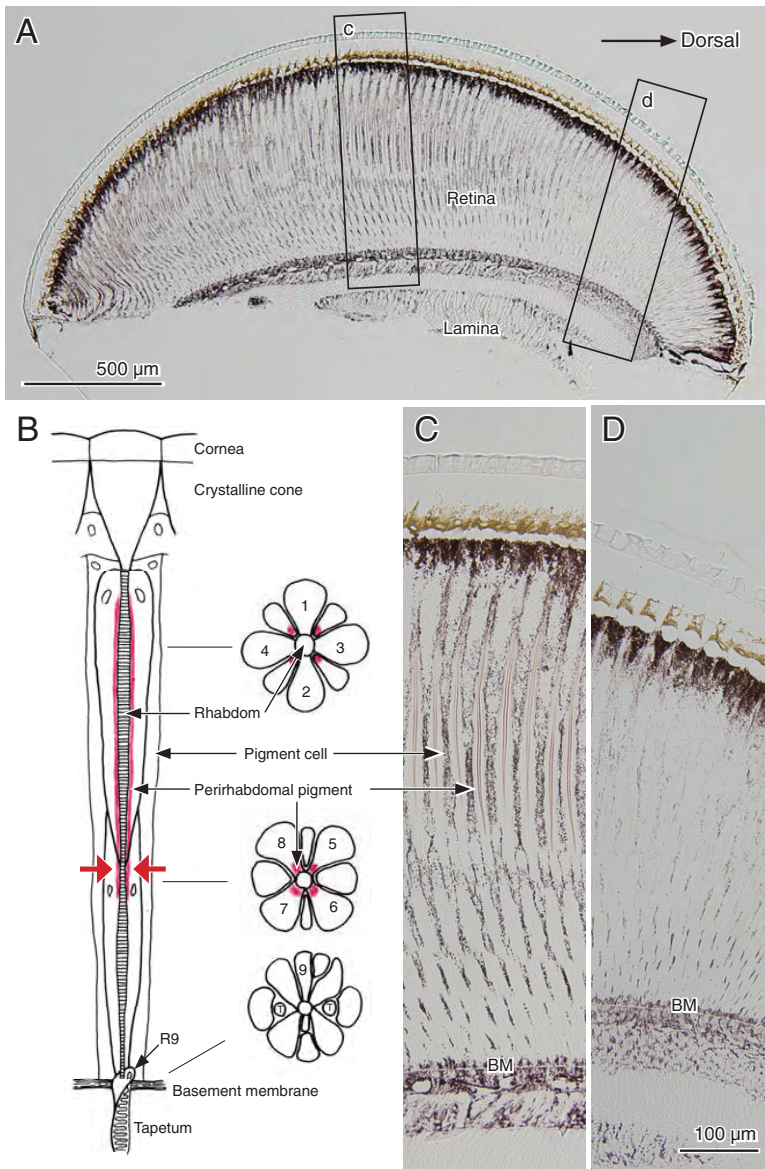 A
c
Dorsal
d
Retina
Lamina
500 µm
B
C
D
Cornea
Crystalline cone
1
4
3
2
Rhabdom
Pigment cell
Perirhabdomal pigment
8
5
7
6
9
T
T
R9
BM
BM
Basement membrane
Tapetum
100 µm